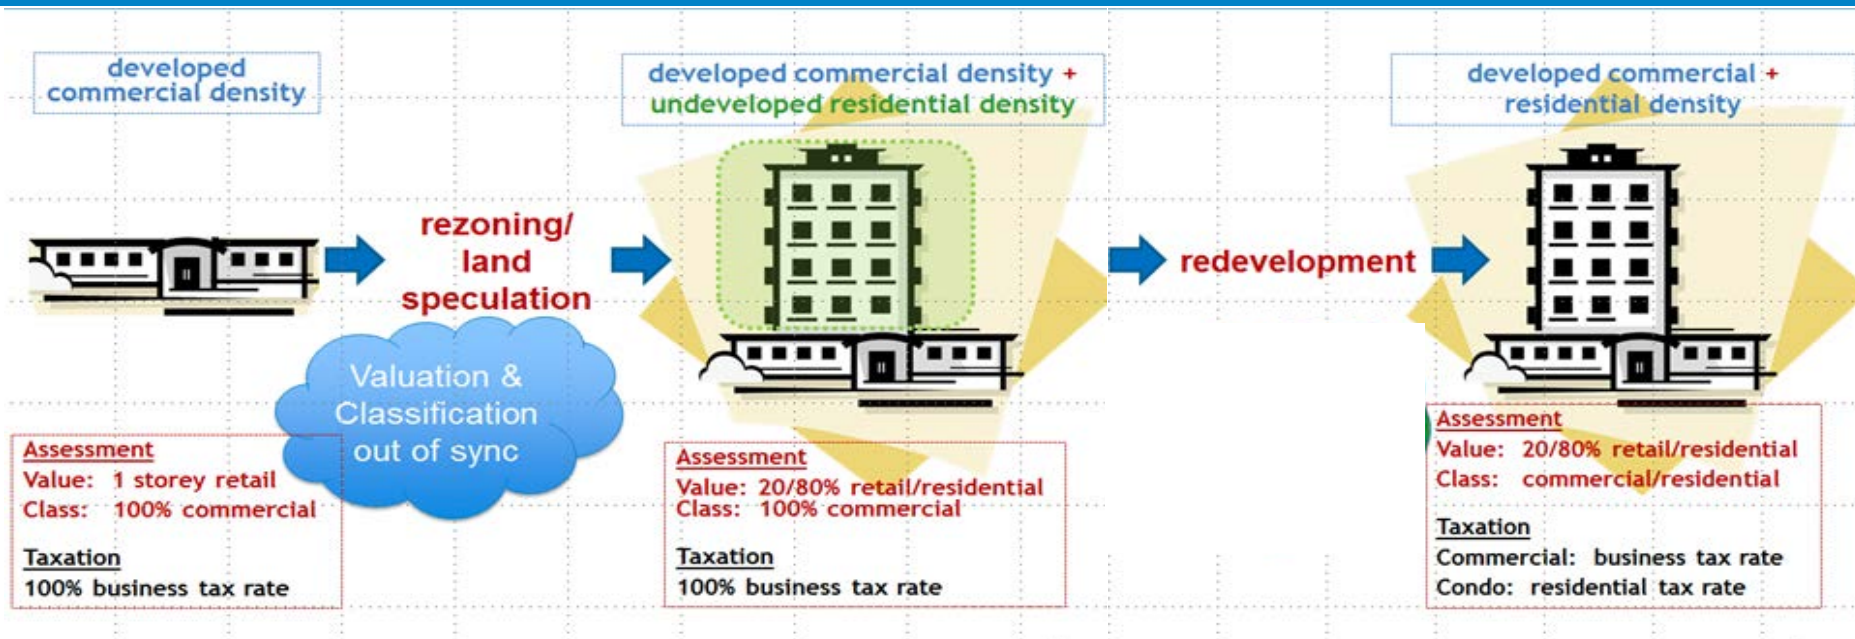 developed
commercial density
rezoning/
land
speculation
Valuation &
Classification
out of sync
Assessment
Value: 1 storey retail
Class: 100% commercial
Taxation
100% business tax rate
developed commercial density +
undeveloped residential density
Assessment
Value: 20/80% retail/residential
Class: 100% commercial
Taxation
100% business tax rate
redevelopment
developed commercial +
residential density
Assessment
Value: 20/80% retail/residential
Class: commercial/residential
Taxation
Commercial: business tax rate
Condo: residential tax rate